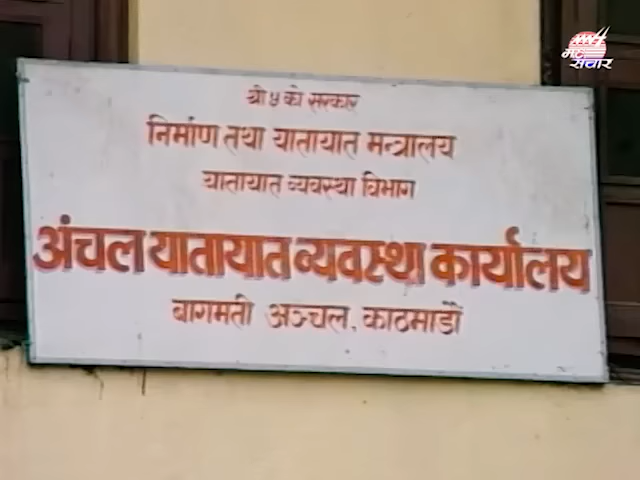 श्री ५ को सरकार
निर्माण तथा यातायात मन्त्रालय
यातायात व्यवस्था विभाग
अंचल यातायात व्यवस्था कार्यालय
बागमती अञ्चल, काठमाडौं
संचार